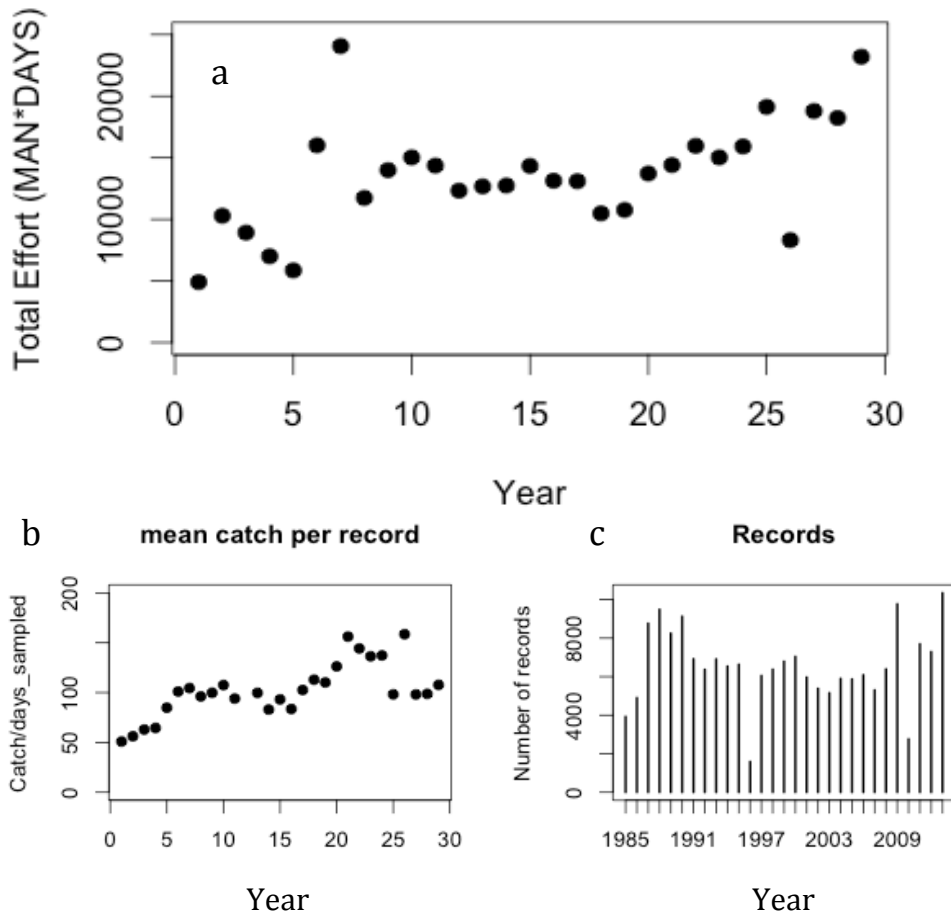 a
Total Effort (MAN*DAYS)
20000
10000
0
0 5 10 15 20 25 30
Year
b
mean catch per record
Catch/days_sampled
200
100
50
0
0 5 10 15 20 25 30
Year
c
Records
Number of records
8000
4000
0
1985 1991 1997 2003 2009
Year